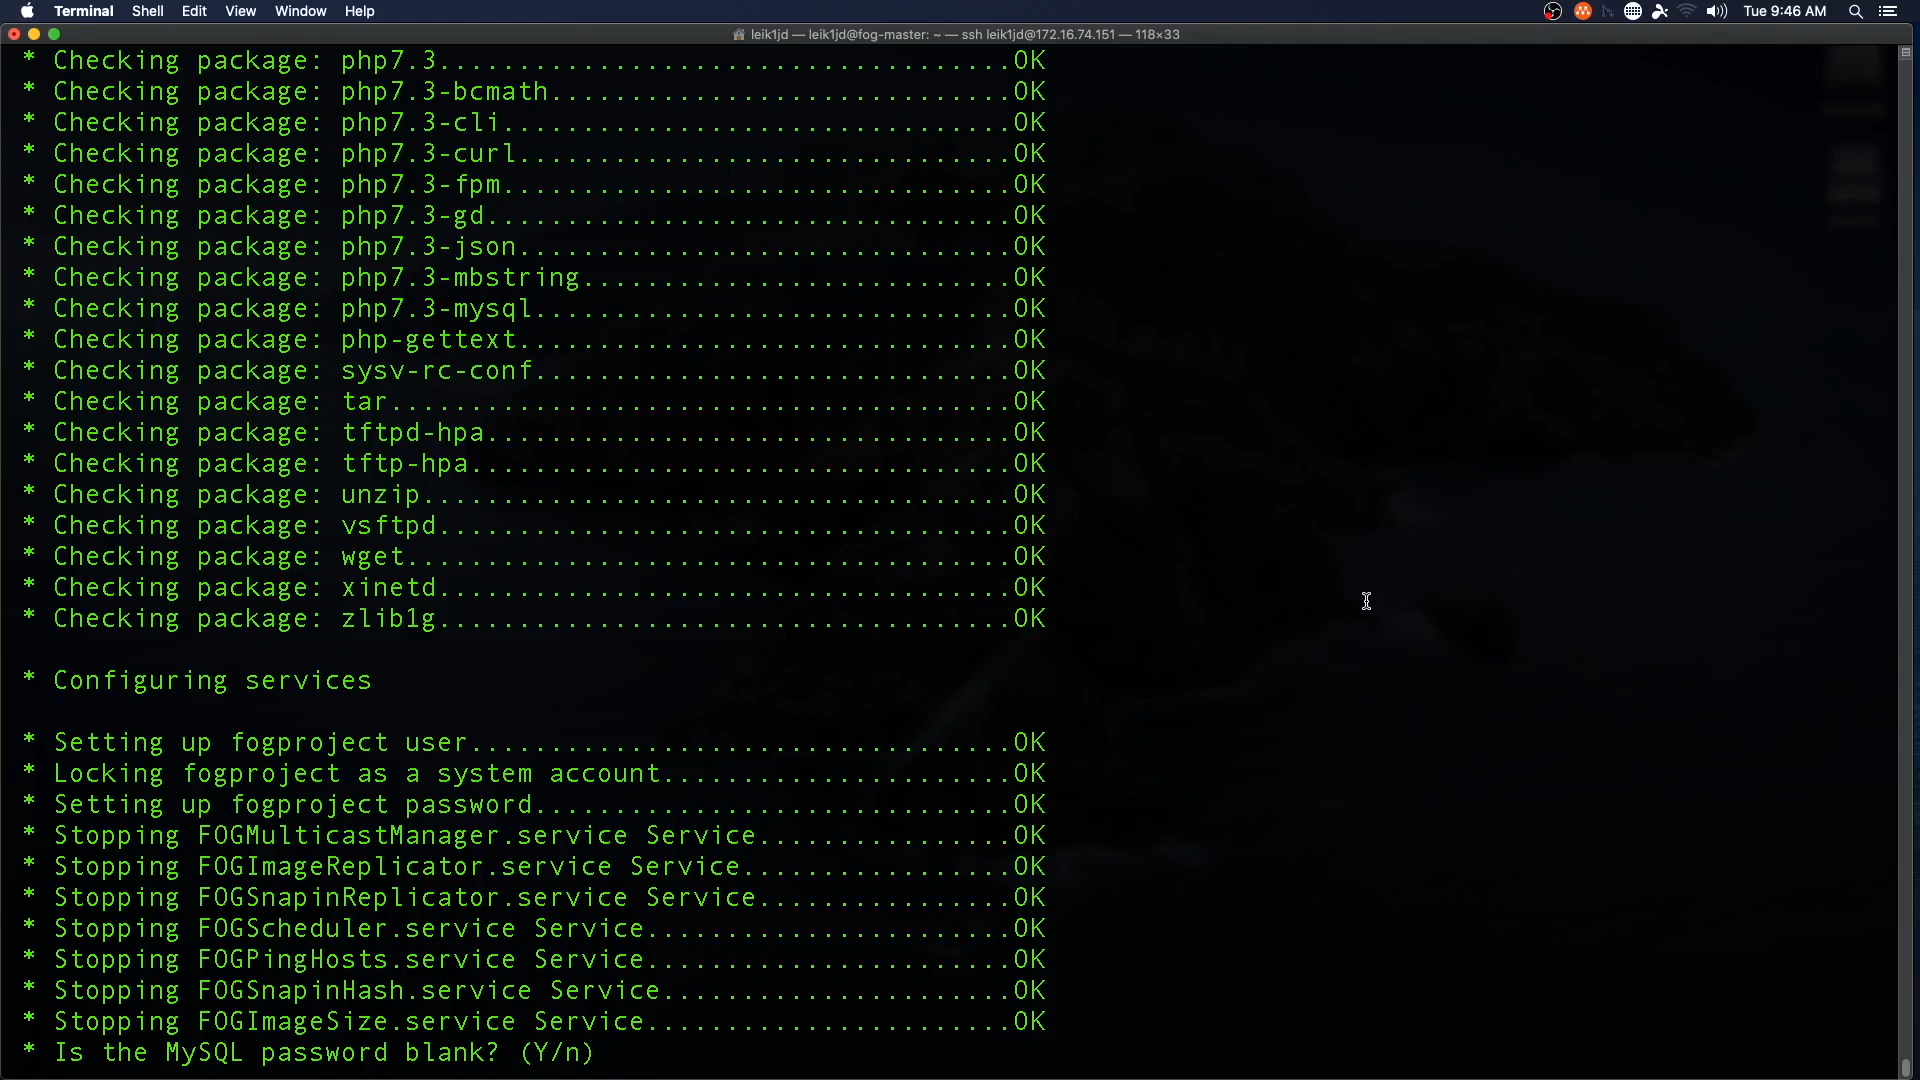 Terminal Shell Edit View Window Help Tue 9:46 AM
leik1jd — leik1jd@fog-master: ~ — ssh leik1jd@172.16.74.151 — 118×33
* Checking package: php7.3...................................OK
* Checking package: php7.3-bcmath............................OK
* Checking package: php7.3-cli...............................OK
* Checking package: php7.3-curl..............................OK
* Checking package: php7.3-fpm...............................OK
* Checking package: php7.3-gd................................OK
* Checking package: php7.3-json..............................OK
* Checking package: php7.3-mbstring..........................OK
* Checking package: php7.3-mysql.............................OK
* Checking package: php-gettext..............................OK
* Checking package: sysv-rc-conf.............................OK
* Checking package: tar......................................OK
* Checking package: tftpd-hpa................................OK
* Checking package: tftp-hpa.................................OK
* Checking package: unzip....................................OK
* Checking package: vsftpd...................................OK
* Checking package: wget.....................................OK
* Checking package: xinetd...................................OK
* Checking package: zlib1g...................................OK
* Configuring services
* Setting up fogproject user.................................OK
* Locking fogproject as a system account.....................OK
* Setting up fogproject password.............................OK
* Stopping FOGMulticastManager.service Service...............OK
* Stopping FOGImageReplicator.service Service................OK
* Stopping FOGSnapinReplicator.service Service...............OK
* Stopping FOGScheduler.service Service......................OK
* Stopping FOGPingHosts.service Service......................OK
* Stopping FOGSnapinHash.service Service.....................OK
* Stopping FOGImageSize.service Service......................OK
* Is the MySQL password blank? (Y/n)